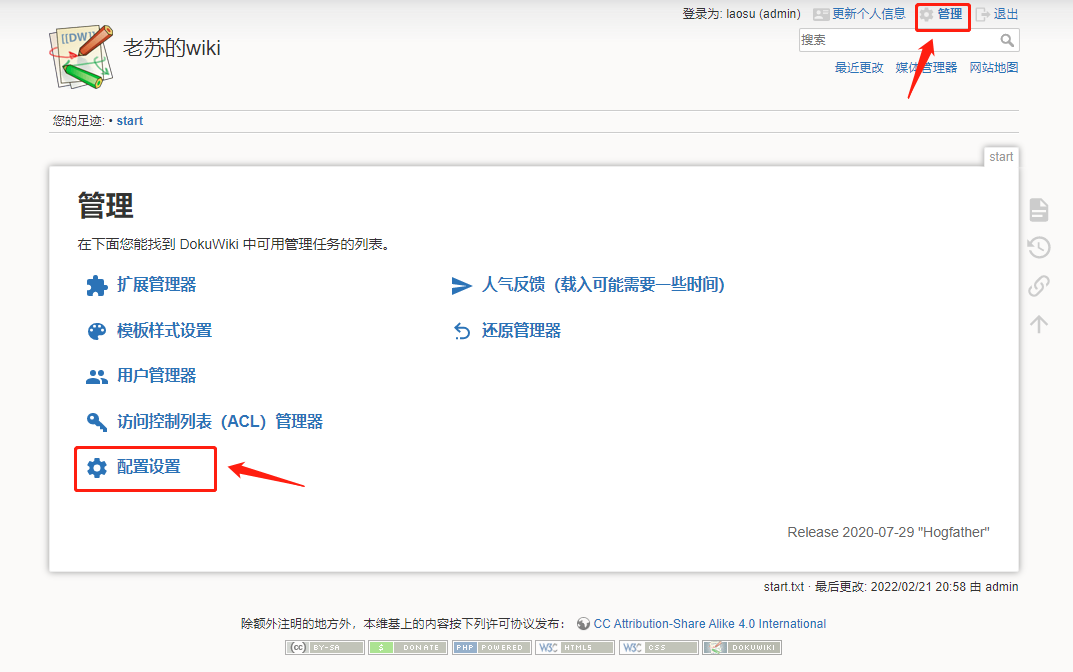 登录为: laosu (admin) 更新个人信息 管理 退出
[[DW]]
老苏的wiki
搜索
最近更改 媒体管理器 网站地图
您的足迹: • start
start
管理
在下面您能找到 DokuWiki 中可用管理任务的列表。
扩展管理器 人气反馈（载入可能需要一些时间)
模板样式设置 还原管理器
用户管理器
访问控制列表（ACL）管理器
配置设置
Release 2020-07-29 "Hogfather"
start.txt · 最后更改: 2022/02/21 20:58 由 admin
除额外注明的地方外，本维基上的内容按下列许可协议发布： CC Attribution-Share Alike 4.0 International
(cc) BY-SA $ DONATE PHP POWERED W3C HTML5 W3C CSS DOKUWIKI